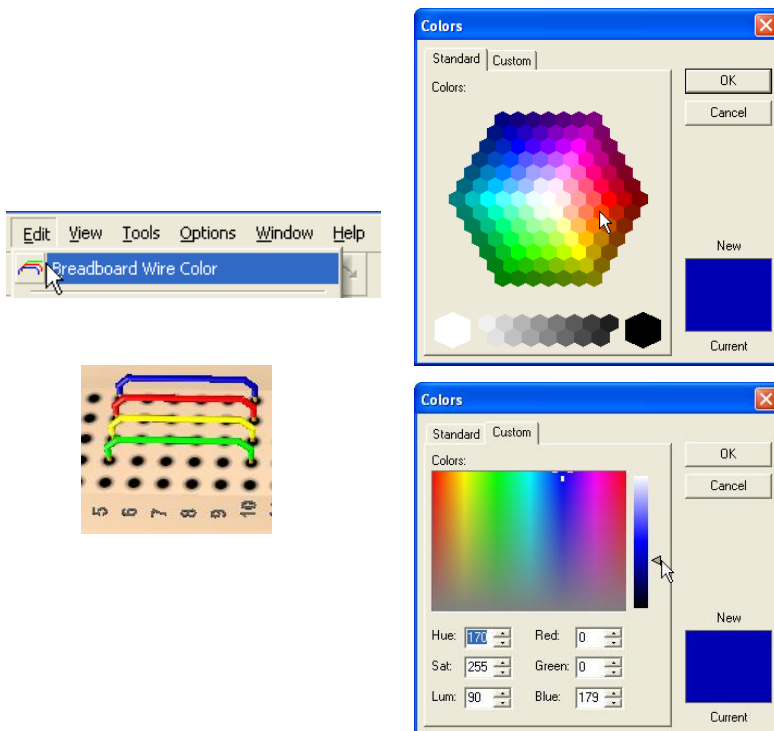 Edit View Tools Options Window Help
Breadboard Wire Color
5 6 7 8 9 10
Colors
Standard Custom
Colors:
OK
Cancel
New
Current
Colors
Standard Custom
Colors:
OK
Cancel
Hue: 170 Red: 0
Sat: 255 Green: 0
Lum: 90 Blue: 179
New
Current